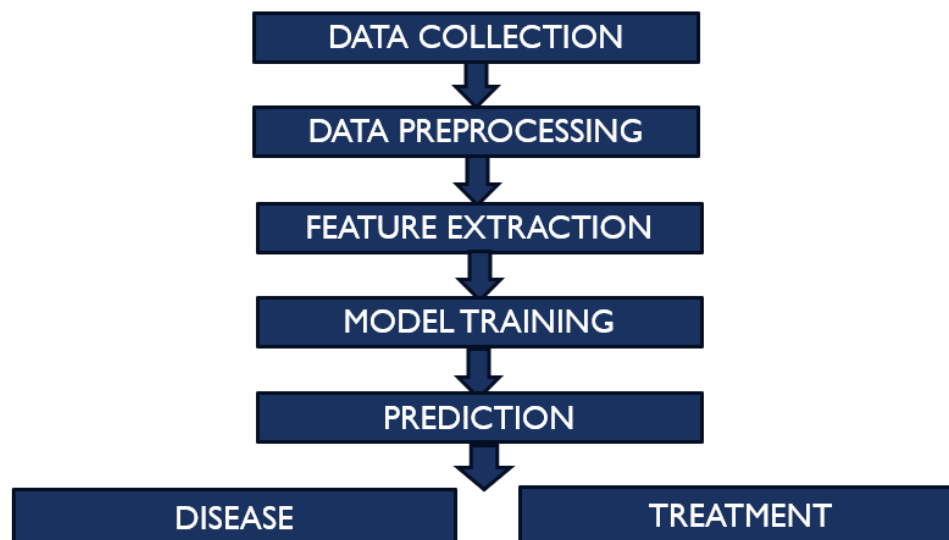 DATA COLLECTION
DATA PREPROCESSING
FEATURE EXTRACTION
MODEL TRAINING
PREDICTION
DISEASE
TREATMENT